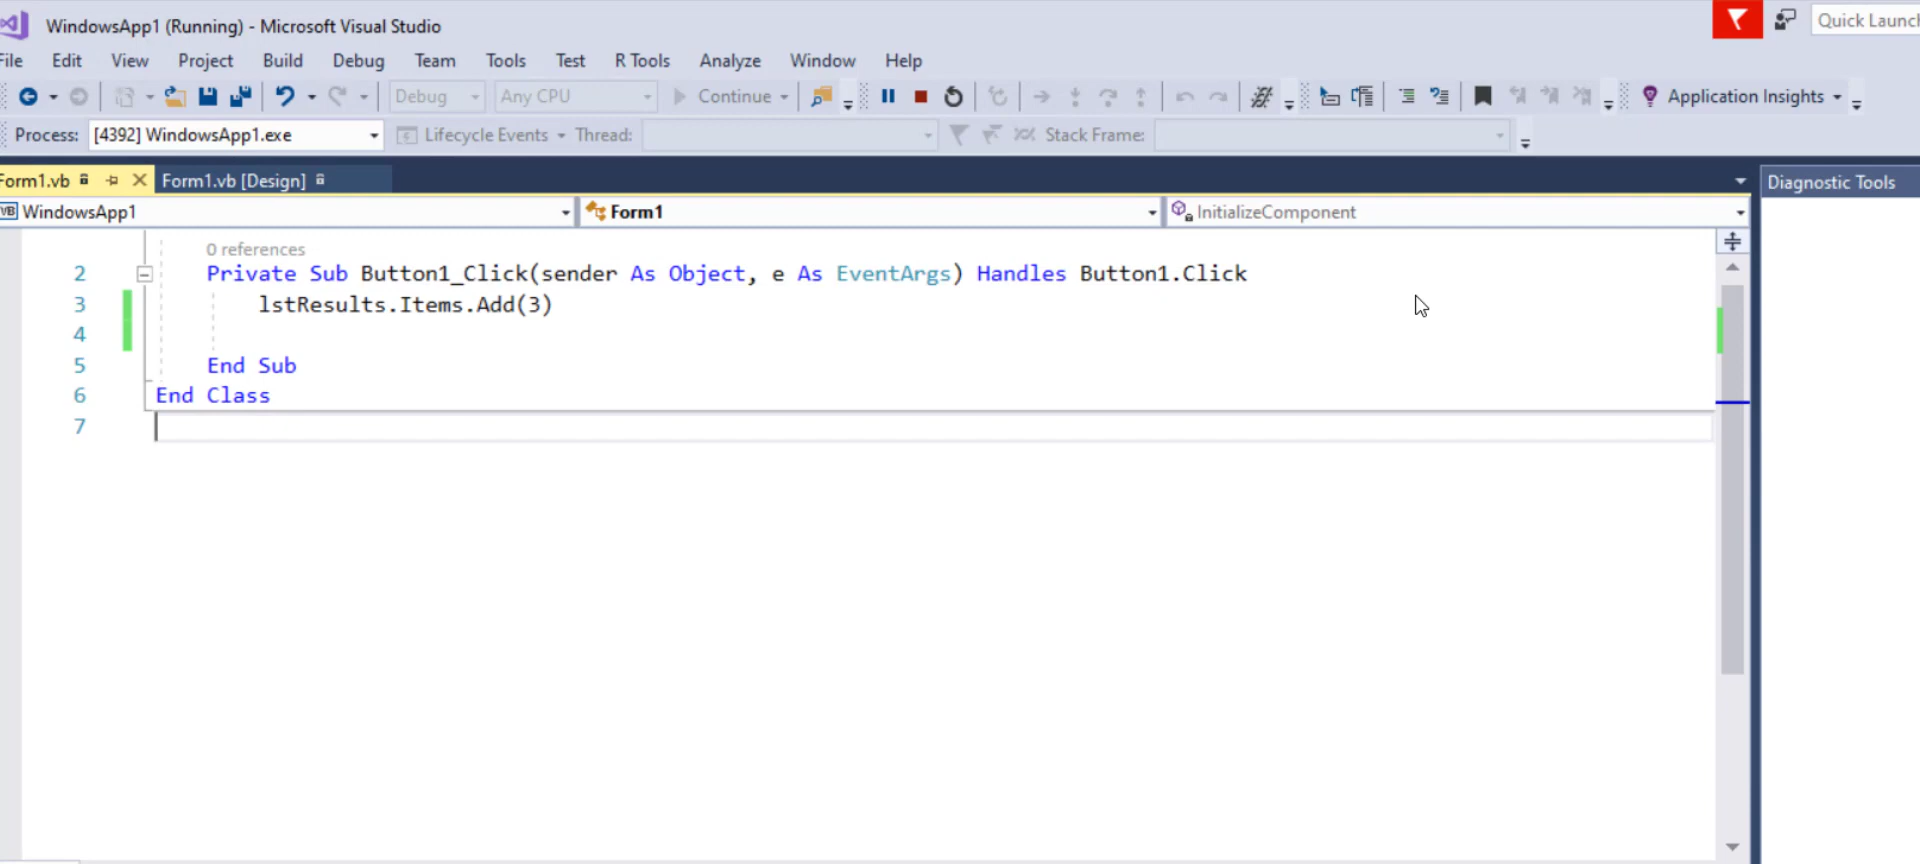 WindowsApp1 (Running) - Microsoft Visual Studio
Quick Launch
File Edit View Project Build Debug Team Tools Test R Tools Analyze Window Help
Debug Any CPU Continue Application Insights
Process: [4392] WindowsApp1.exe Lifecycle Events Thread: Stack Frame:
Form1.vb Form1.vb [Design] Diagnostic Tools
VB WindowsApp1 Form1 InitializeComponent
0 references
2 Private Sub Button1_Click(sender As Object, e As EventArgs) Handles Button1.Click
3 lstResults.Items.Add(3)
4
5 End Sub
6 End Class
7